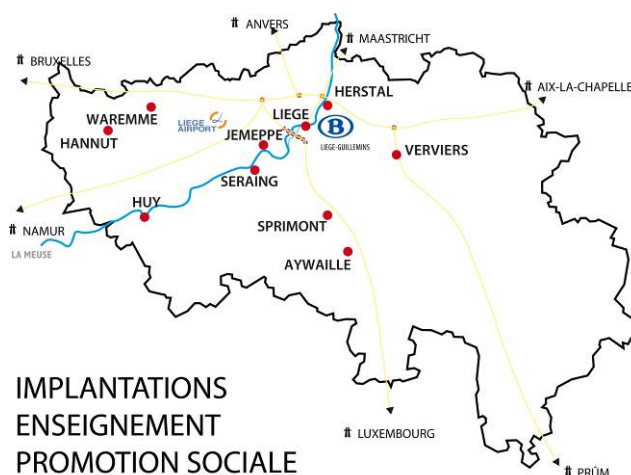 ANVERS
MAASTRICHT
BRUXELLES
AIX-LA-CHAPELLE
HERSTAL
WAREMME
LIEGE
AIRPORT
LIEGE
B
LIEGE-GUILLEMINS
HANNUT
JEMEPPE
VERVIERS
SERAING
HUY
SPRIMONT
NAMUR
LA MEUSE
AYWAILLE
IMPLANTATIONS
ENSEIGNEMENT
PROMOTION SOCIALE
LUXEMBOURG
PRÜM